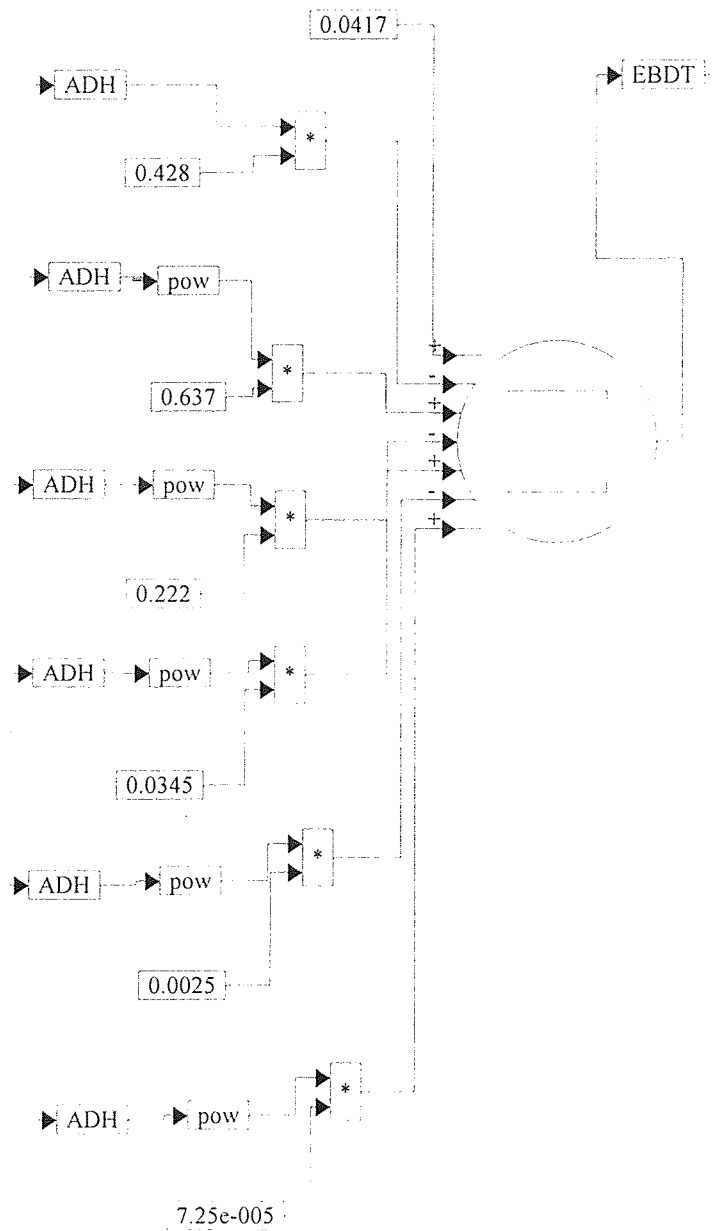 0.0417
EBDT
ADH
*
0.428
ADH pow
+
-
*
+
0.637
-
+
ADH pow
-
*
+
0.222
ADH pow
*
0.0345
*
ADH pow
0.0025
*
ADH pow
7.25e-005